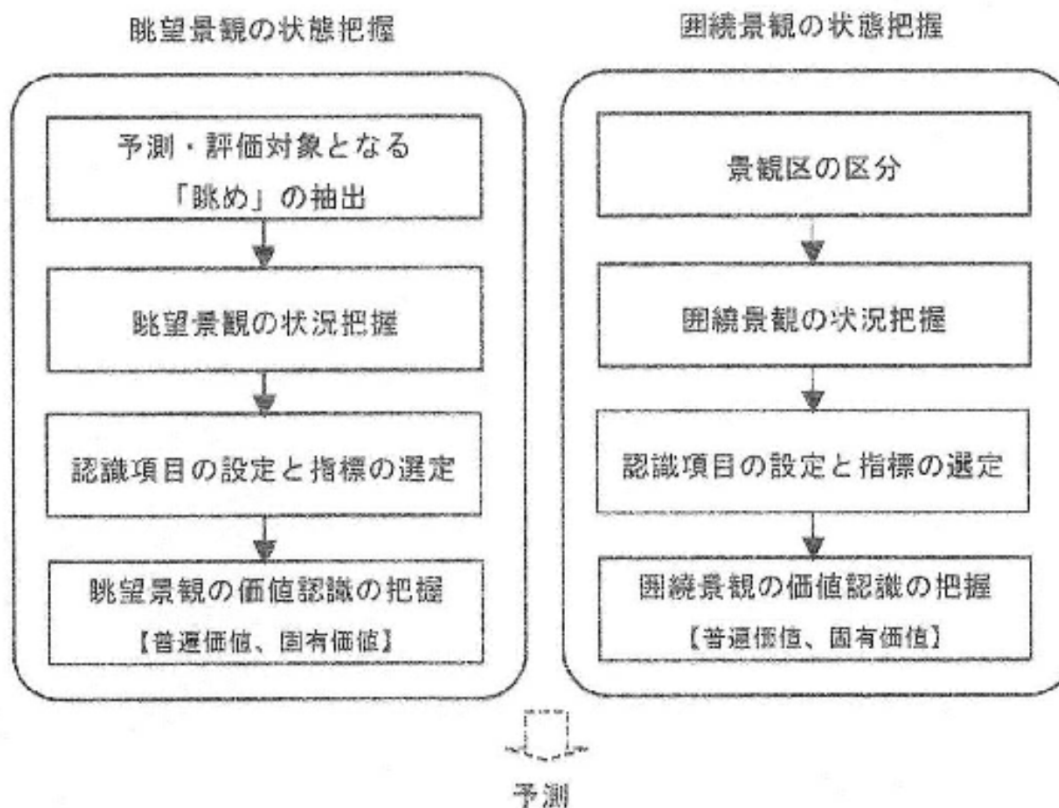 眺望景観の状態把握
予測・評価対象となる
「眺め」の抽出
眺望景観の状況把握
認識項目の設定と指標の選定
眺望景観の価値認識の把握
【普遍価値、固有価値】
囲繞景観の状態把握
景観区の区分
囲繞景観の状況把握
認識項目の設定と指標の選定
囲繞景観の価値認識の把握
【普遍価値、固有価値】
予測